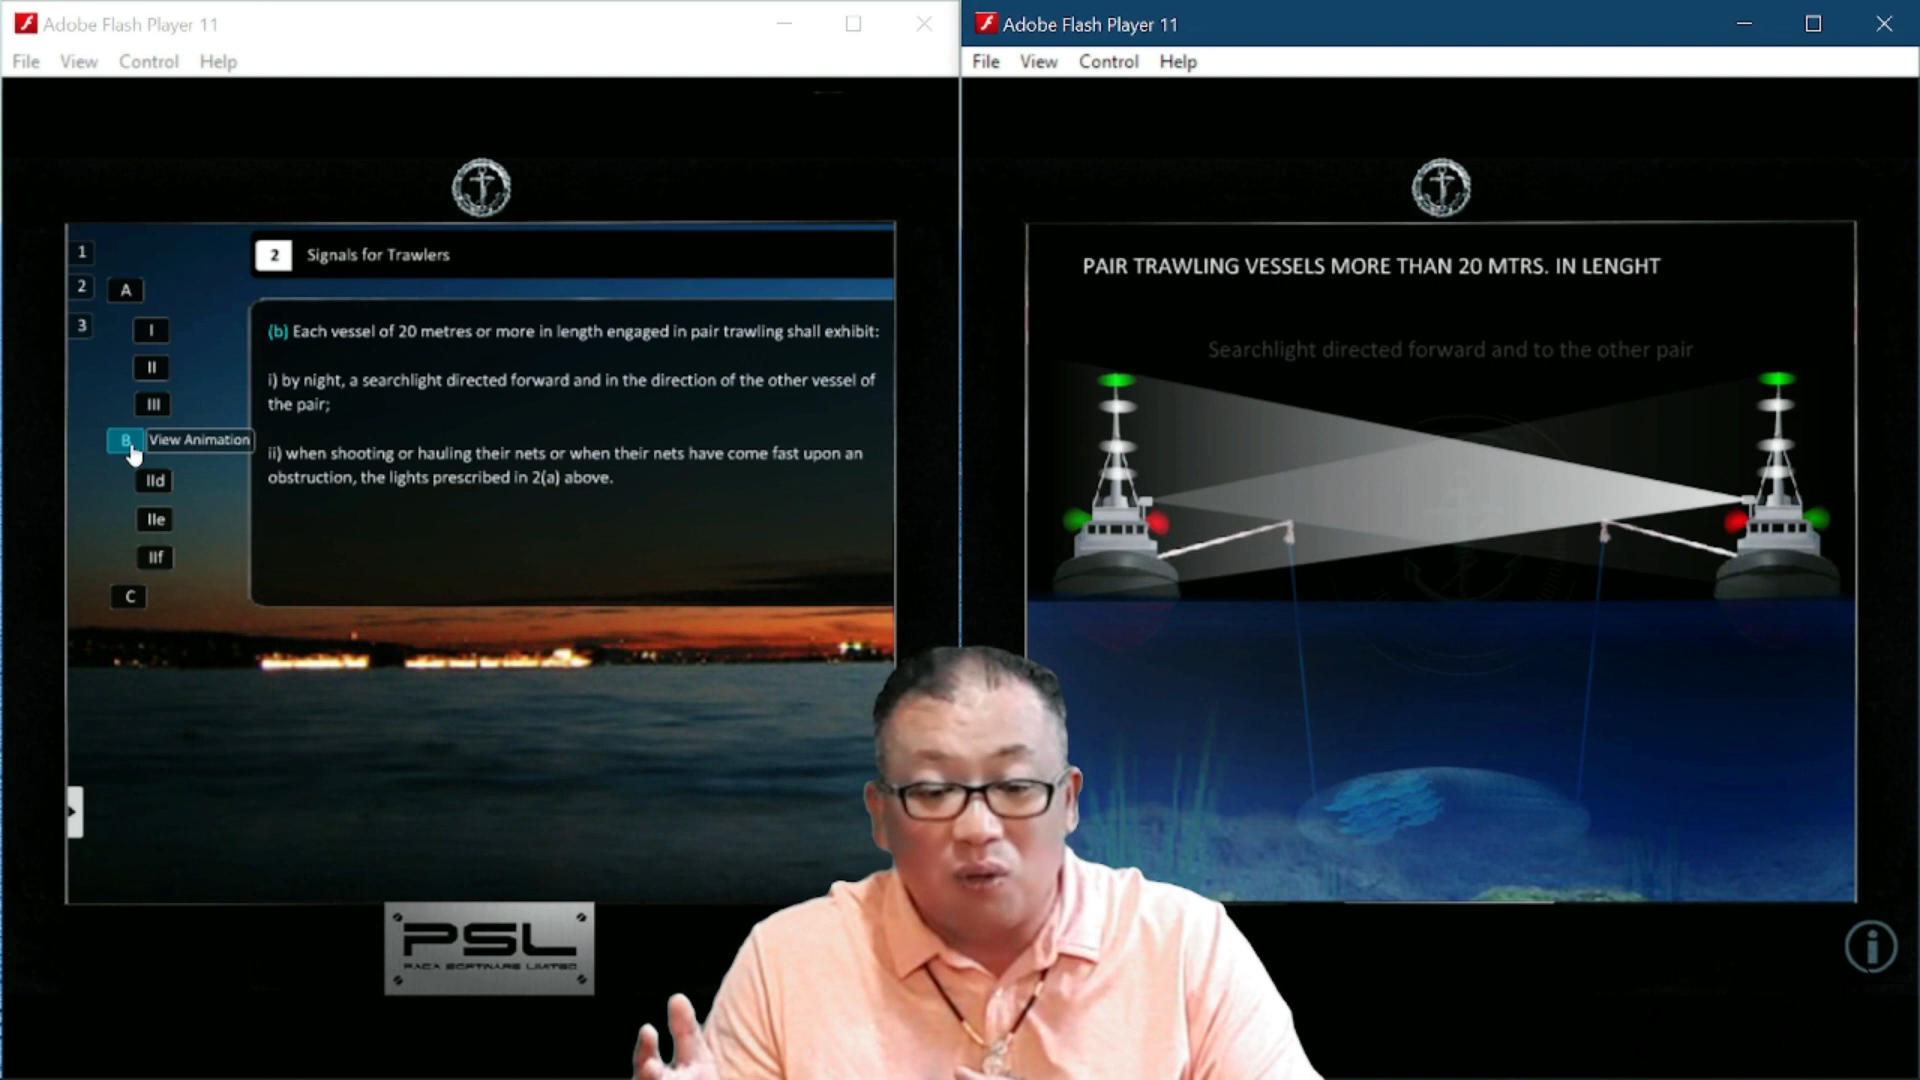 Adobe Flash Player 11
File View Control Help
1
2
3
A
I
II
III
B
View Animation
IId
IIe
IIf
C
2 Signals for Trawlers
(b) Each vessel of 20 metres or more in length engaged in pair trawling shall exhibit:
i) by night, a searchlight directed forward and in the direction of the other vessel of
the pair;
ii) when shooting or hauling their nets or when their nets have come fast upon an
obstruction, the lights prescribed in 2(a) above.
PSL
PACA SOFTWARE LIMITED
Adobe Flash Player 11
File View Control Help
PAIR TRAWLING VESSELS MORE THAN 20 MTRS. IN LENGHT
Searchlight directed forward and to the other pair
i